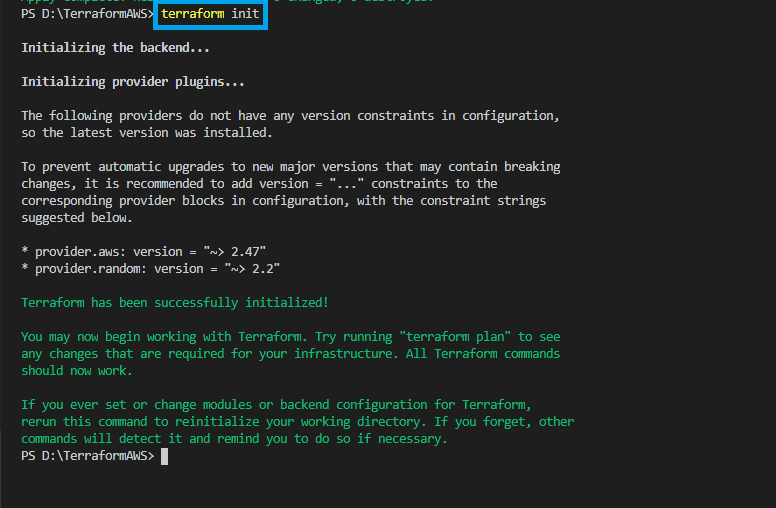 PS D:\TerraformAWS> terraform init
Initializing the backend...
Initializing provider plugins...
The following providers do not have any version constraints in configuration,
so the latest version was installed.
To prevent automatic upgrades to new major versions that may contain breaking
changes, it is recommended to add version = "..." constraints to the
corresponding provider blocks in configuration, with the constraint strings
suggested below.
* provider.aws: version = "~> 2.47"
* provider.random: version = "~> 2.2"
Terraform has been successfully initialized!
You may now begin working with Terraform. Try running "terraform plan" to see
any changes that are required for your infrastructure. All Terraform commands
should now work.
If you ever set or change modules or backend configuration for Terraform,
rerun this command to reinitialize your working directory. If you forget, other
commands will detect it and remind you to do so if necessary.
PS D:\TerraformAWS>